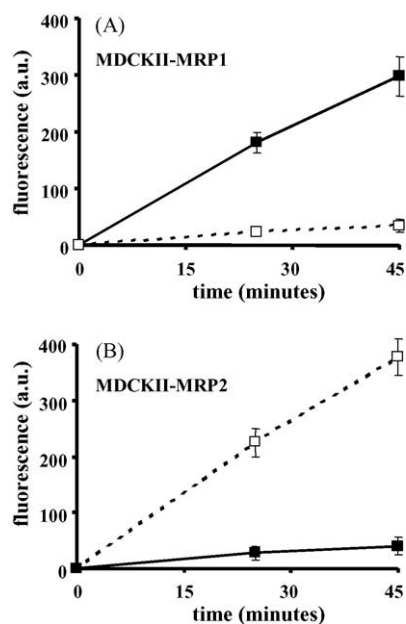 (A)
MDCKII-MRP1
fluorescence (a.u.)
400
300
200
100
0
0 15 30 45
time (minutes)
(B)
MDCKII-MRP2
fluorescence (a.u.)
400
300
200
100
0
0 15 30 45
time (minutes)